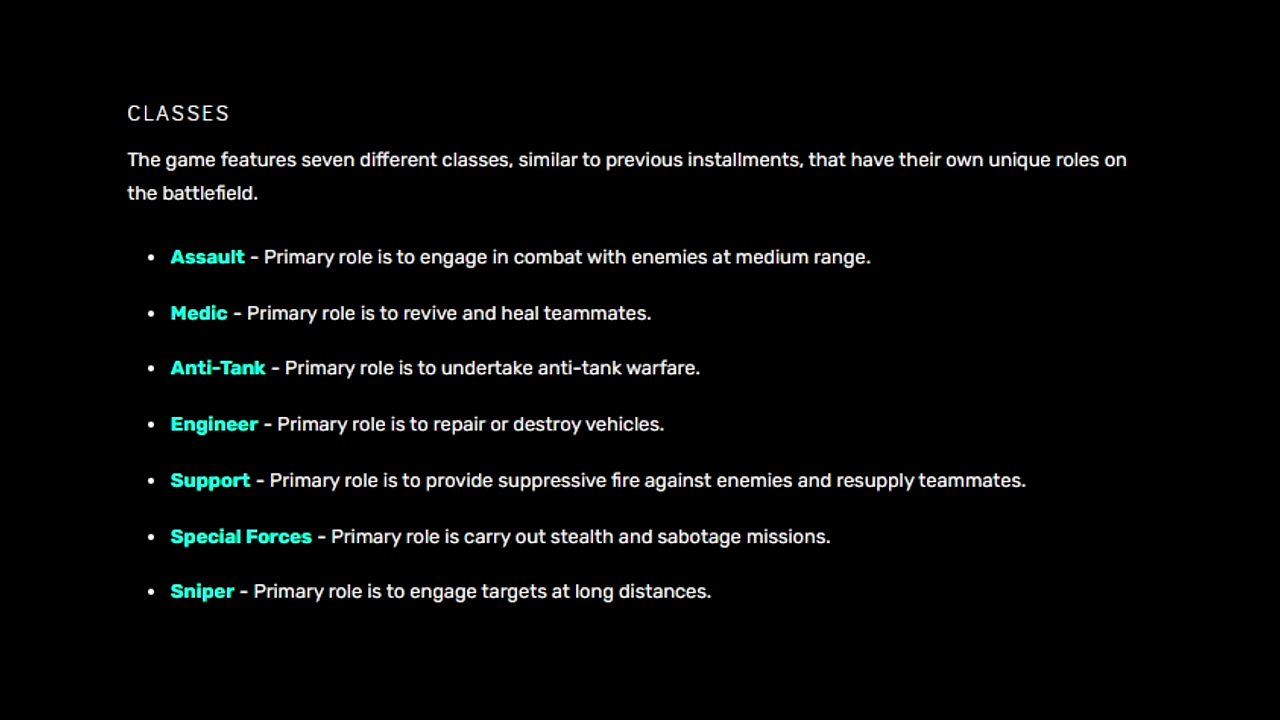 CLASSES
The game features seven different classes, similar to previous installments, that have their own unique roles on
the battlefield.
• Assault - Primary role is to engage in combat with enemies at medium range.
• Medic - Primary role is to revive and heal teammates.
• Anti-Tank - Primary role is to undertake anti-tank warfare.
• Engineer - Primary role is to repair or destroy vehicles.
• Support - Primary role is to provide suppressive fire against enemies and resupply teammates.
• Special Forces - Primary role is carry out stealth and sabotage missions.
• Sniper - Primary role is to engage targets at long distances.